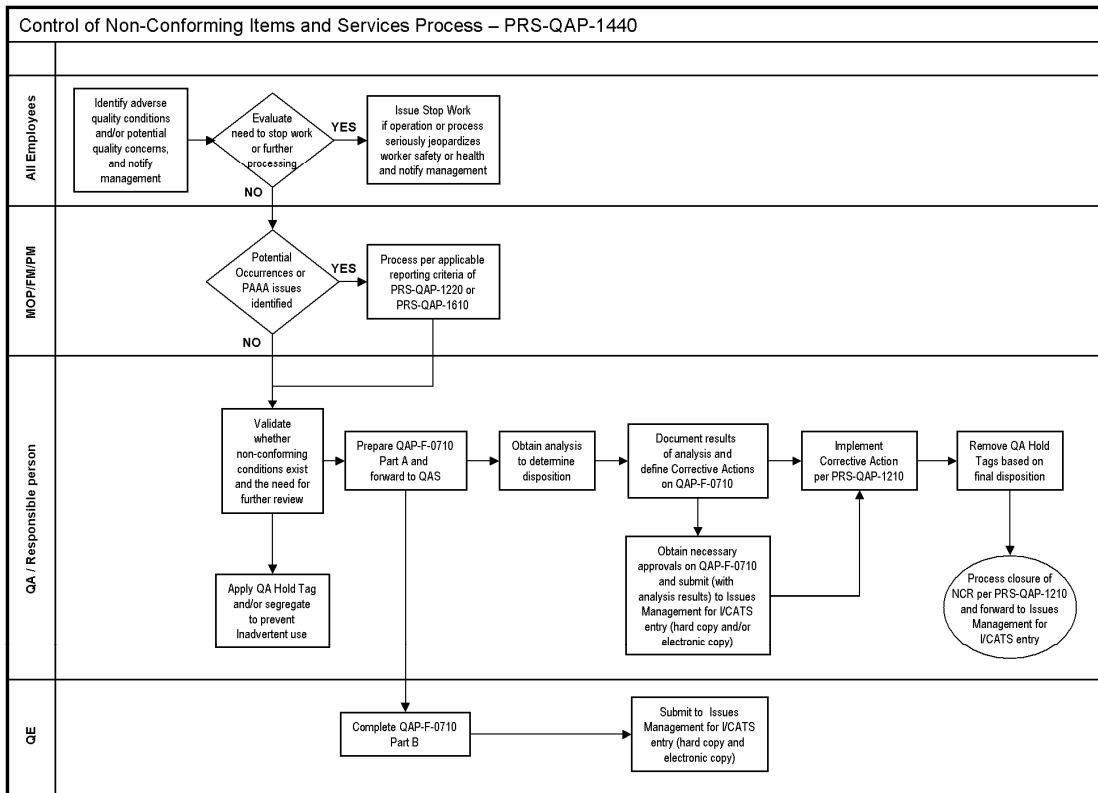 Control of Non-Conforming Items and Services Process – PRS-QAP-1440
All Employees
Identify adverse
quality conditions
and/or potential
quality concerns,
and notify
management
Evaluate
need to stop work
or further
processing
YES
Issue Stop Work
if operation or process
seriously jeopardizes
worker safety or health
and notify management
NO
MOP/FM/PM
Potential
Occurrences or
PAAA issues
identified
YES
Process per applicable
reporting criteria of
PRS-QAP-1220 or
PRS-QAP-1610
NO
QA / Responsible person
Validate
whether
non-conforming
conditions exist
and the need for
further review
Prepare QAP-F-0710
Part A and
forward to QAS
Obtain analysis
to determine
disposition
Document results
of analysis and
define Corrective Actions
on QAP-F-0710
Implement
Corrective Action
per PRS-QAP-1210
Remove QA Hold
Tags based on
final disposition
Apply QA Hold Tag
and/or segregate
to prevent
Inadvertent use
Obtain necessary
approvals on QAP-F-0710
and submit (with
analysis results) to Issues
Management for I/CATS
entry (hard copy and/or
electronic copy)
Process closure of
NCR per PRS-QAP-1210
and forward to Issues
Management for
I/CATS entry
QE
Complete QAP-F-0710
Part B
Submit to Issues
Management for I/CATS
entry (hard copy and
electronic copy)